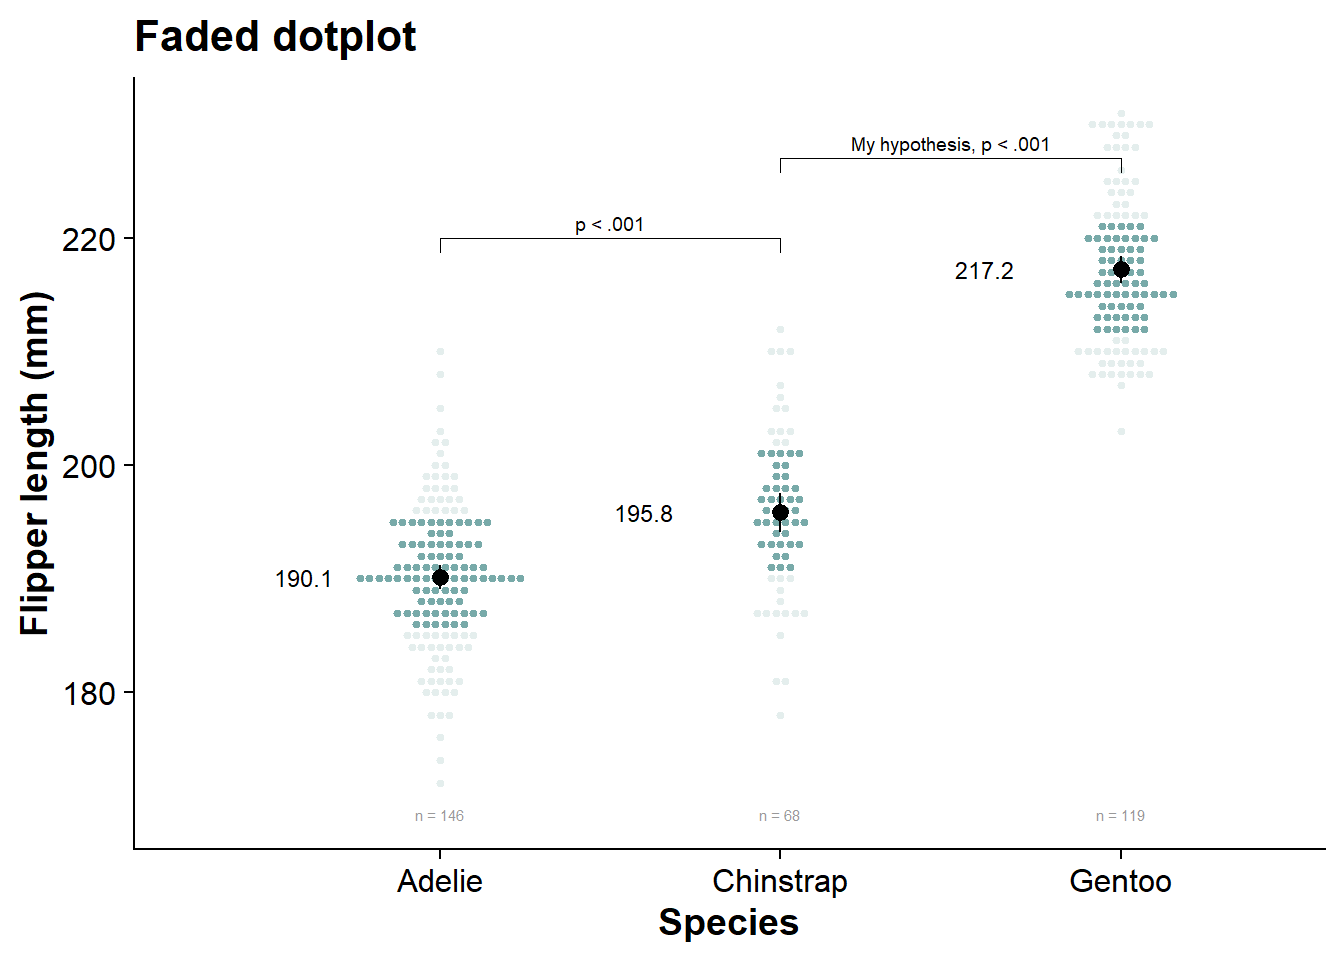 Faded dotplot
My hypothesis, p < .001
p < .001
220
217.2
Flipper length (mm)
200
195.8
190.1
180
n = 146
n = 68
n = 119
Adelie
Chinstrap
Gentoo
Species